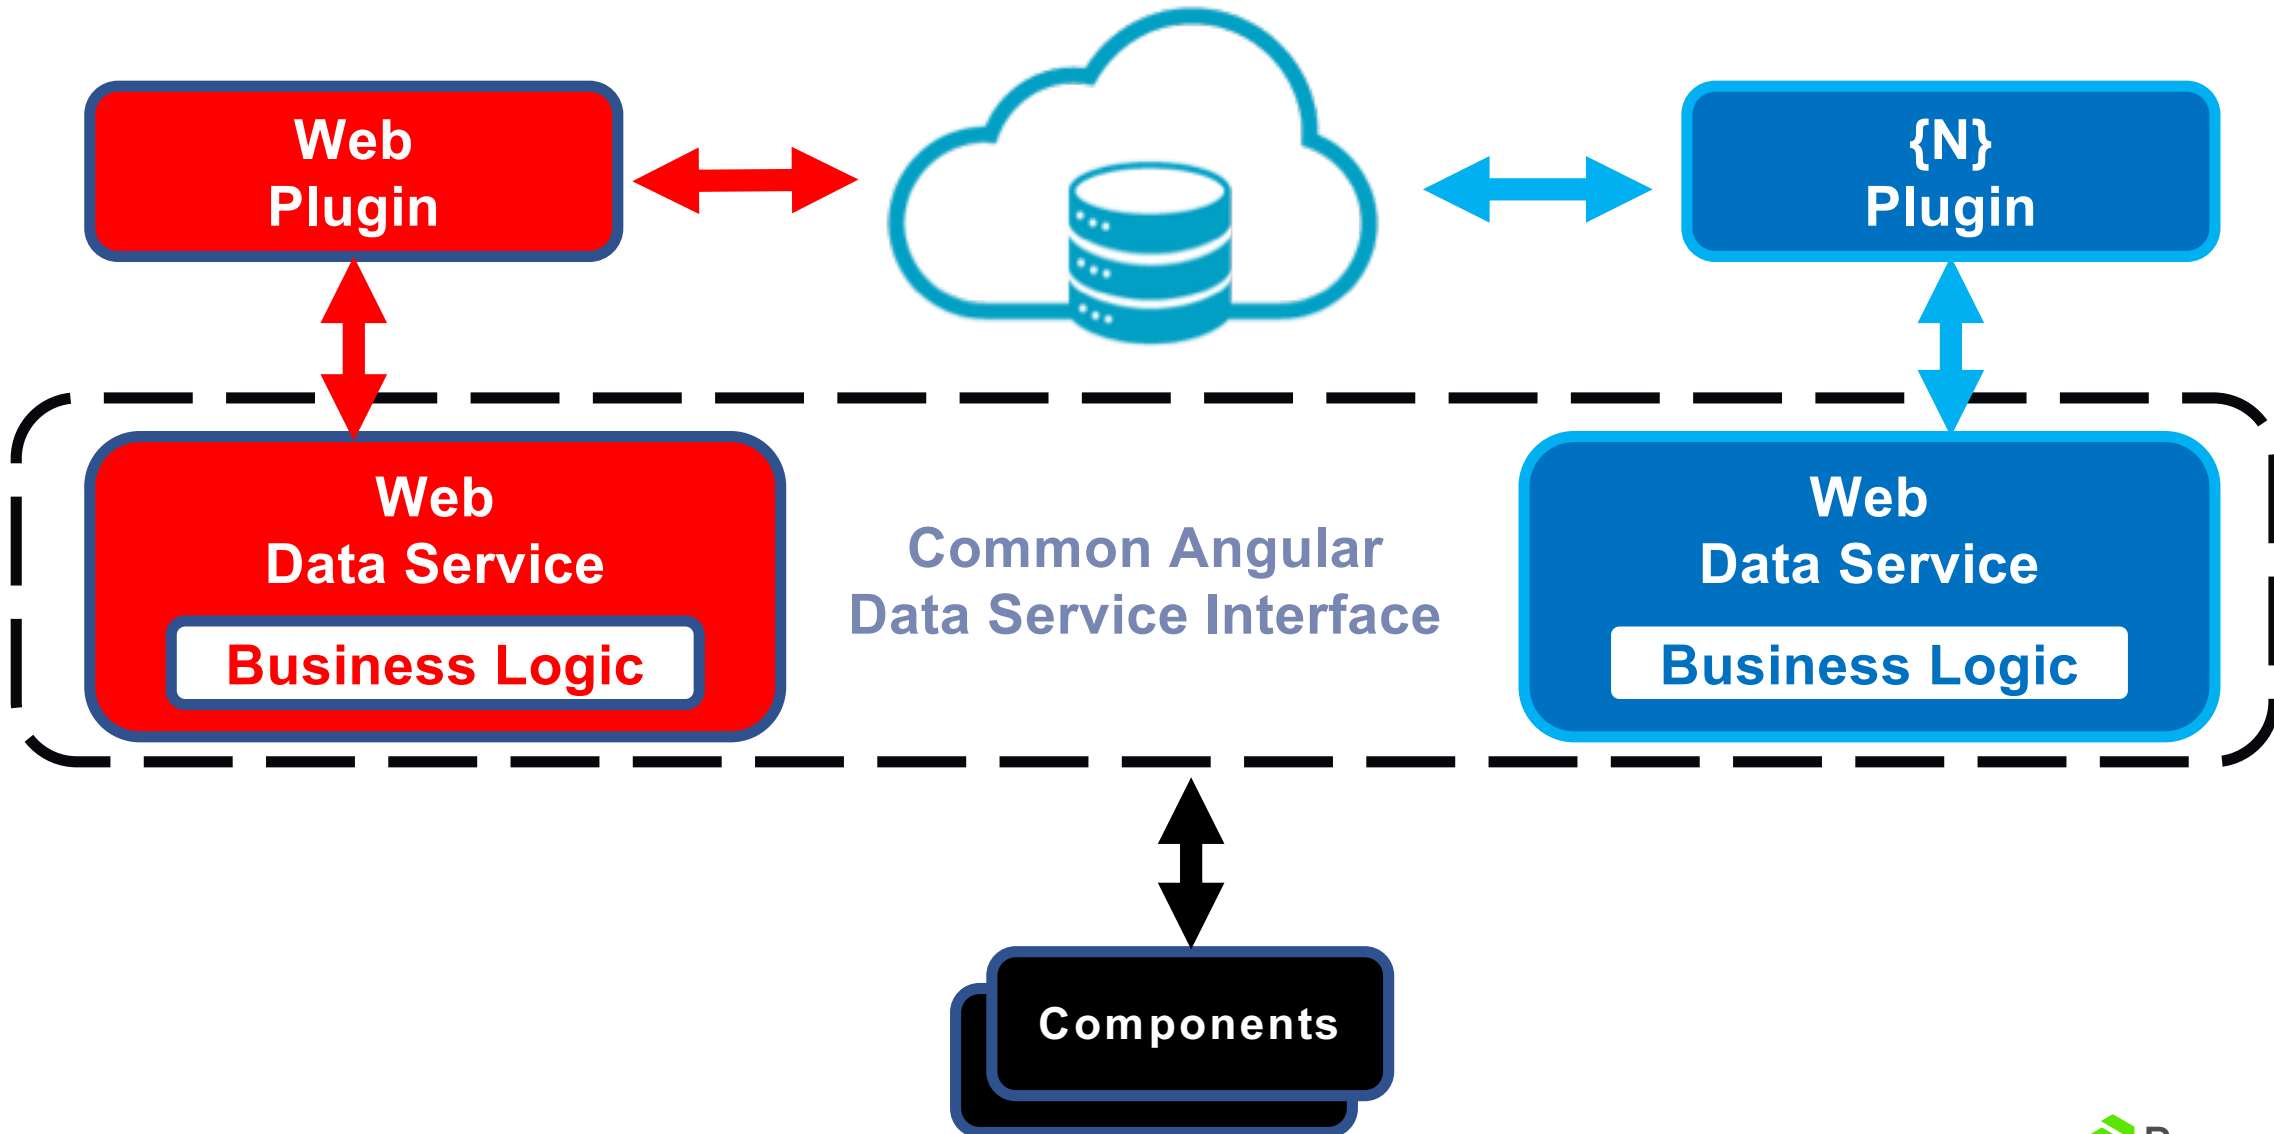 Web
Plugin
{N}
Plugin
Web
Data Service
Business Logic
Common Angular
Data Service Interface
Web
Data Service
Business Logic
Components